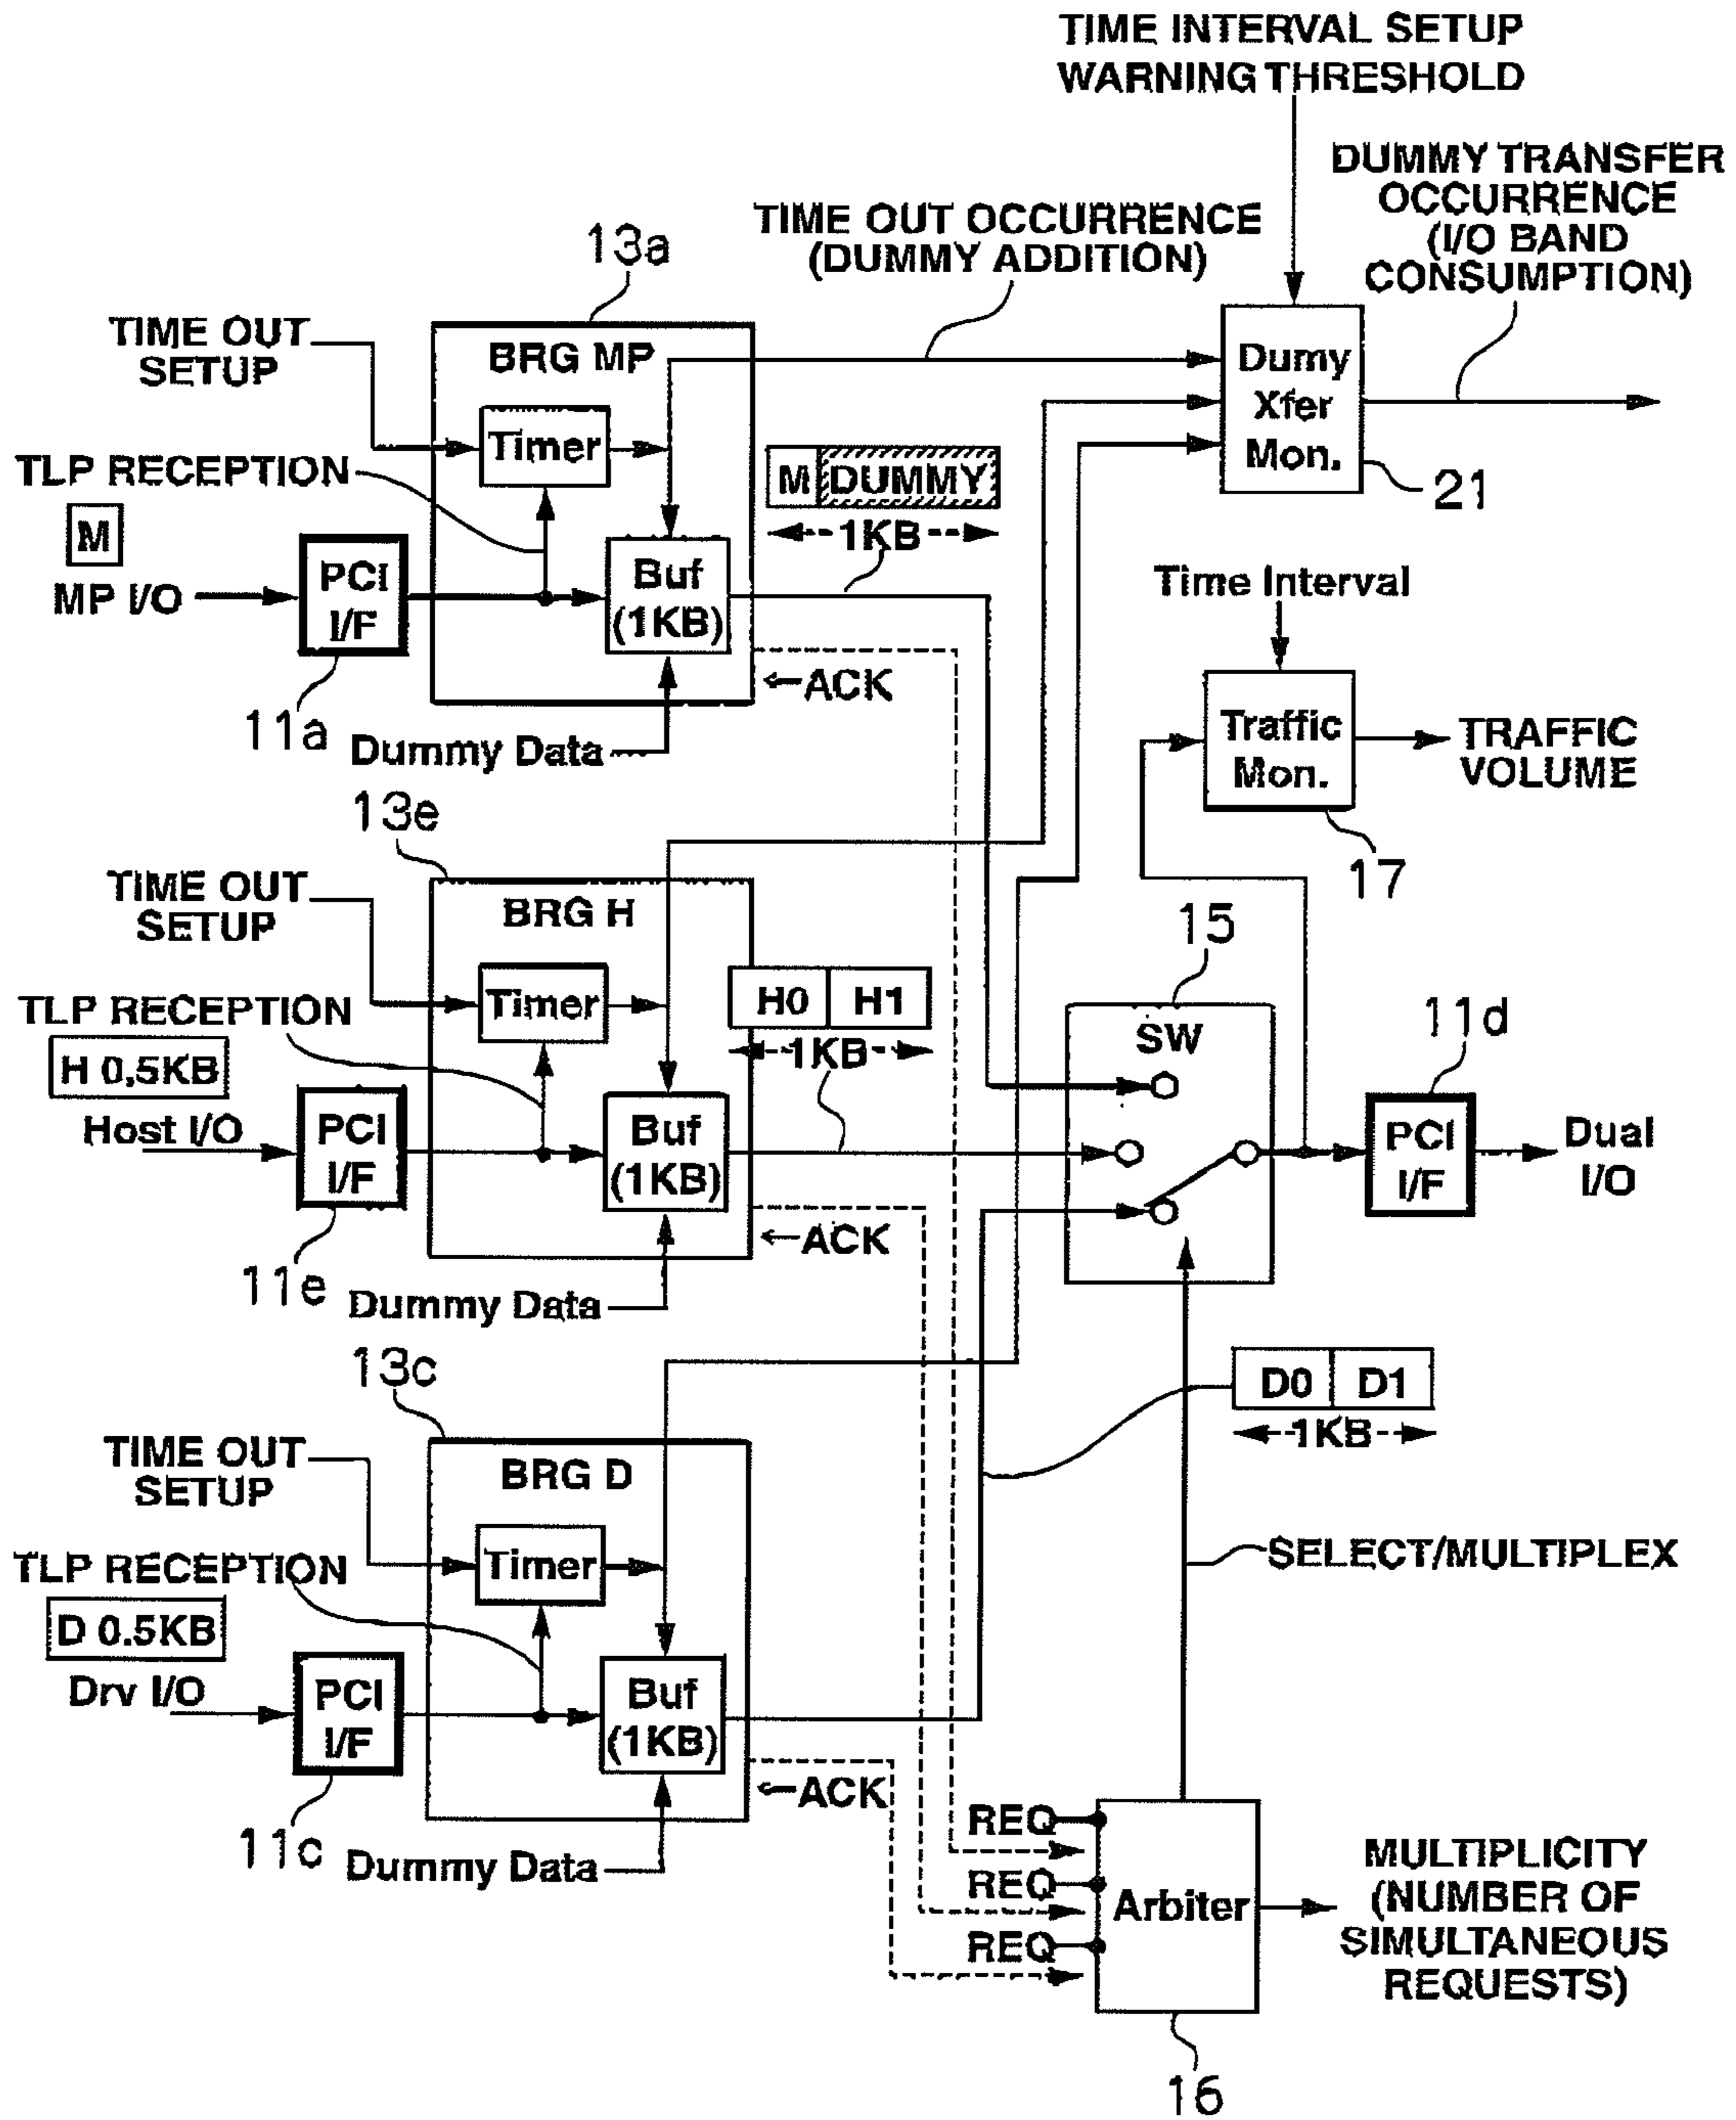 TIME INTERVAL SETUP
WARNING THRESHOLD
DUMMY TRANSFER
OCCURRENCE
(I/O BAND
CONSUMPTION)
TIME OUT OCCURRENCE
(DUMMY ADDITION)
13a
TIME OUT
SETUP
BRG MP
Timer
TLP RECEPTION
M
MP I/O
PCI
I/F
11a
Buf
(1KB)
M DUMMY
1KB
ACK
Dummy Data
Dumy
Xfer
Mon.
21
Time Interval
Traffic
Mon.
TRAFFIC
VOLUME
17
13e
TIME OUT
SETUP
BRG H
Timer
TLP RECEPTION
H 0,5KB
Host I/O
PCI
I/F
11e
Buf
(1KB)
H0 H1
1KB
ACK
Dummy Data
15
SW
11d
PCI
I/F
Dual
I/O
13c
TIME OUT
SETUP
BRG D
Timer
TLP RECEPTION
D 0.5KB
Drv I/O
PCI
I/F
11c
Buf
(1KB)
D0 D1
1KB
ACK
Dummy Data
SELECT/MULTIPLEX
REQ
REQ
REQ
Arbiter
MULTIPLICITY
(NUMBER OF
SIMULTANEOUS
REQUESTS)
16